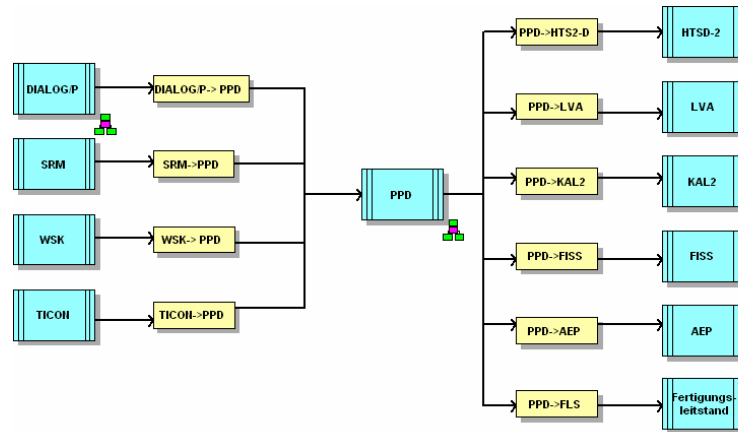 DIALOG/P
DIALOG/P-> PPD
SRM
SRM->PPD
WSK
WSK-> PPD
TICON
TICON->PPD
PPD
PPD->HTS2-D
HTSD-2
PPD->LVA
LVA
PPD->KAL2
KAL2
PPD->FISS
FISS
PPD->AEP
AEP
PPD->FLS
Fertigungs-
leitstand